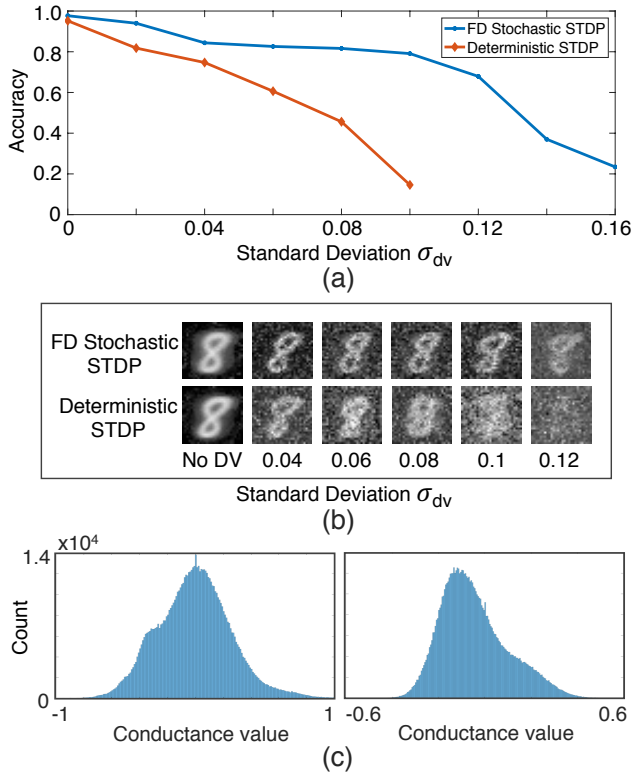 1.0
0.8
0.6
0.4
0.2
0
Accuracy
FD Stochastic STDP
Deterministic STDP
0 0.04 0.08 0.12 0.16
Standard Deviation σdv
(a)
FD Stochastic
STDP
Deterministic
STDP
No DV 0.04 0.06 0.08 0.1 0.12
Standard Deviation σdv
(b)
1.4 x10⁴
Count
0
-1 1 -0.6 0.6
Conductance value Conductance value
(c)